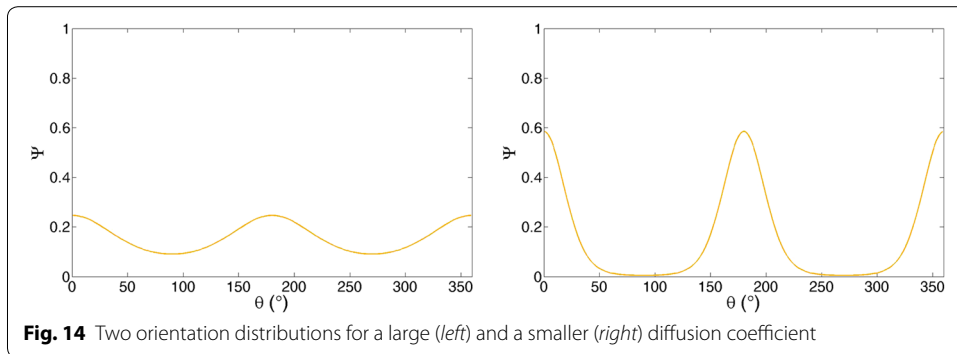 1
0.8
0.6
Ψ
0.4
0.2
0
0 50 100 150 200 250 300 350
θ (°)
1
0.8
0.6
Ψ
0.4
0.2
0
0 50 100 150 200 250 300 350
θ (°)
Fig. 14 Two orientation distributions for a large (left) and a smaller (right) diffusion coefficient